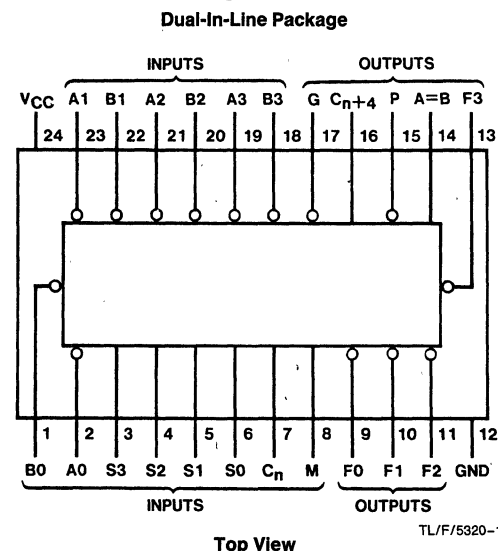 Dual-In-Line Package
INPUTS OUTPUTS
VCC A1 B1 A2 B2 A3 B3 G Cn+4 P A=B F3
24 23 22 21 20 19 18 17 16 15 14 13
1 2 3 4 5 6 7 8 9 10 11 12
B0 A0 S3 S2 S1 S0 Cn M F0 F1 F2 GND
INPUTS OUTPUTS
TL/F/5320-1
Top View